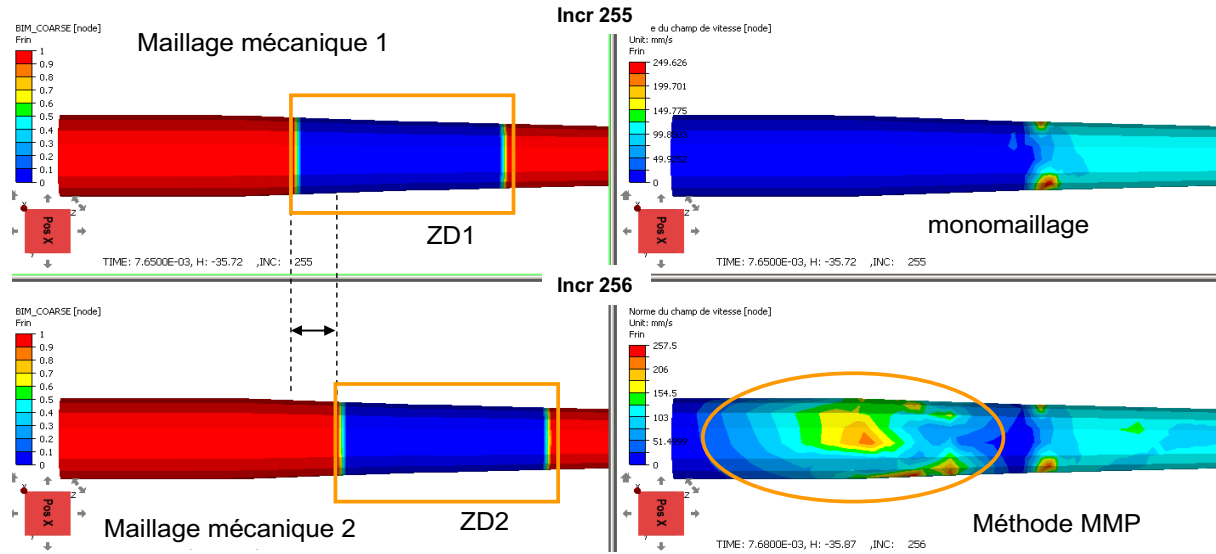 Incr 255
BIM_COARSE [node]
Frin
Maillage mécanique 1
1
0.9
0.8
0.7
0.6
0.5
0.4
0.3
0.2
0.1
0
Z
Pos X
ZD1
TIME: 7.6500E-03, H: -35.72 ,INC: 255
e du champ de vitesse [node]
Unit: mm/s
Frin
249.626
199.701
149.775
0
Z
Pos X
monomaillage
TIME: 7.6500E-03, H: -35.72 ,INC: 255
Incr 256
BIM_COARSE [node]
Frin
1
0.9
0.8
0.7
0.6
0.5
0.4
0.3
0.2
0.1
0
Z
Pos X
Maillage mécanique 2
ZD2
Norme du champ de vitesse [node]
Unit: mm/s
Frin
257.5
206
154.5
103
0
Z
Pos X
Méthode MMP
TIME: 7.6800E-03, H: -35.87 ,INC: 256